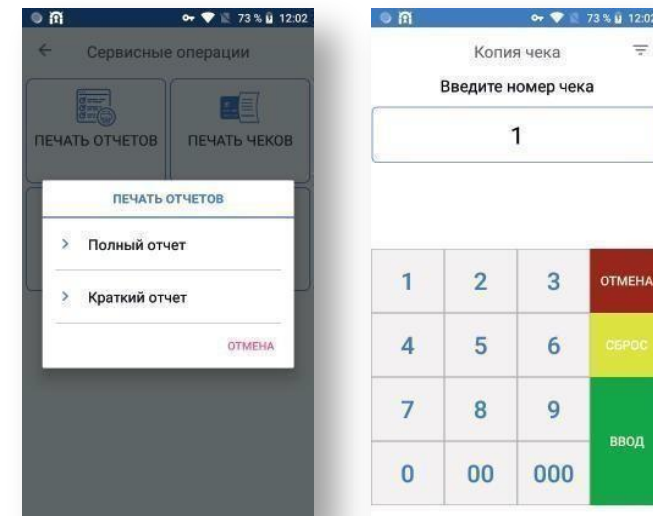 73 % 12:02
Сервисные операции
ПЕЧАТЬ ОТЧЕТОВ
ПЕЧАТЬ ЧЕКОВ
ПЕЧАТЬ ОТЧЕТОВ
Полный отчет
Краткий отчет
ОТМЕНА
73 % 12:02
Копия чека
Введите номер чека
1
1 2 3 ОТМЕНА
4 5 6 СБРОС
7 8 9
ВВОД
0 00 000